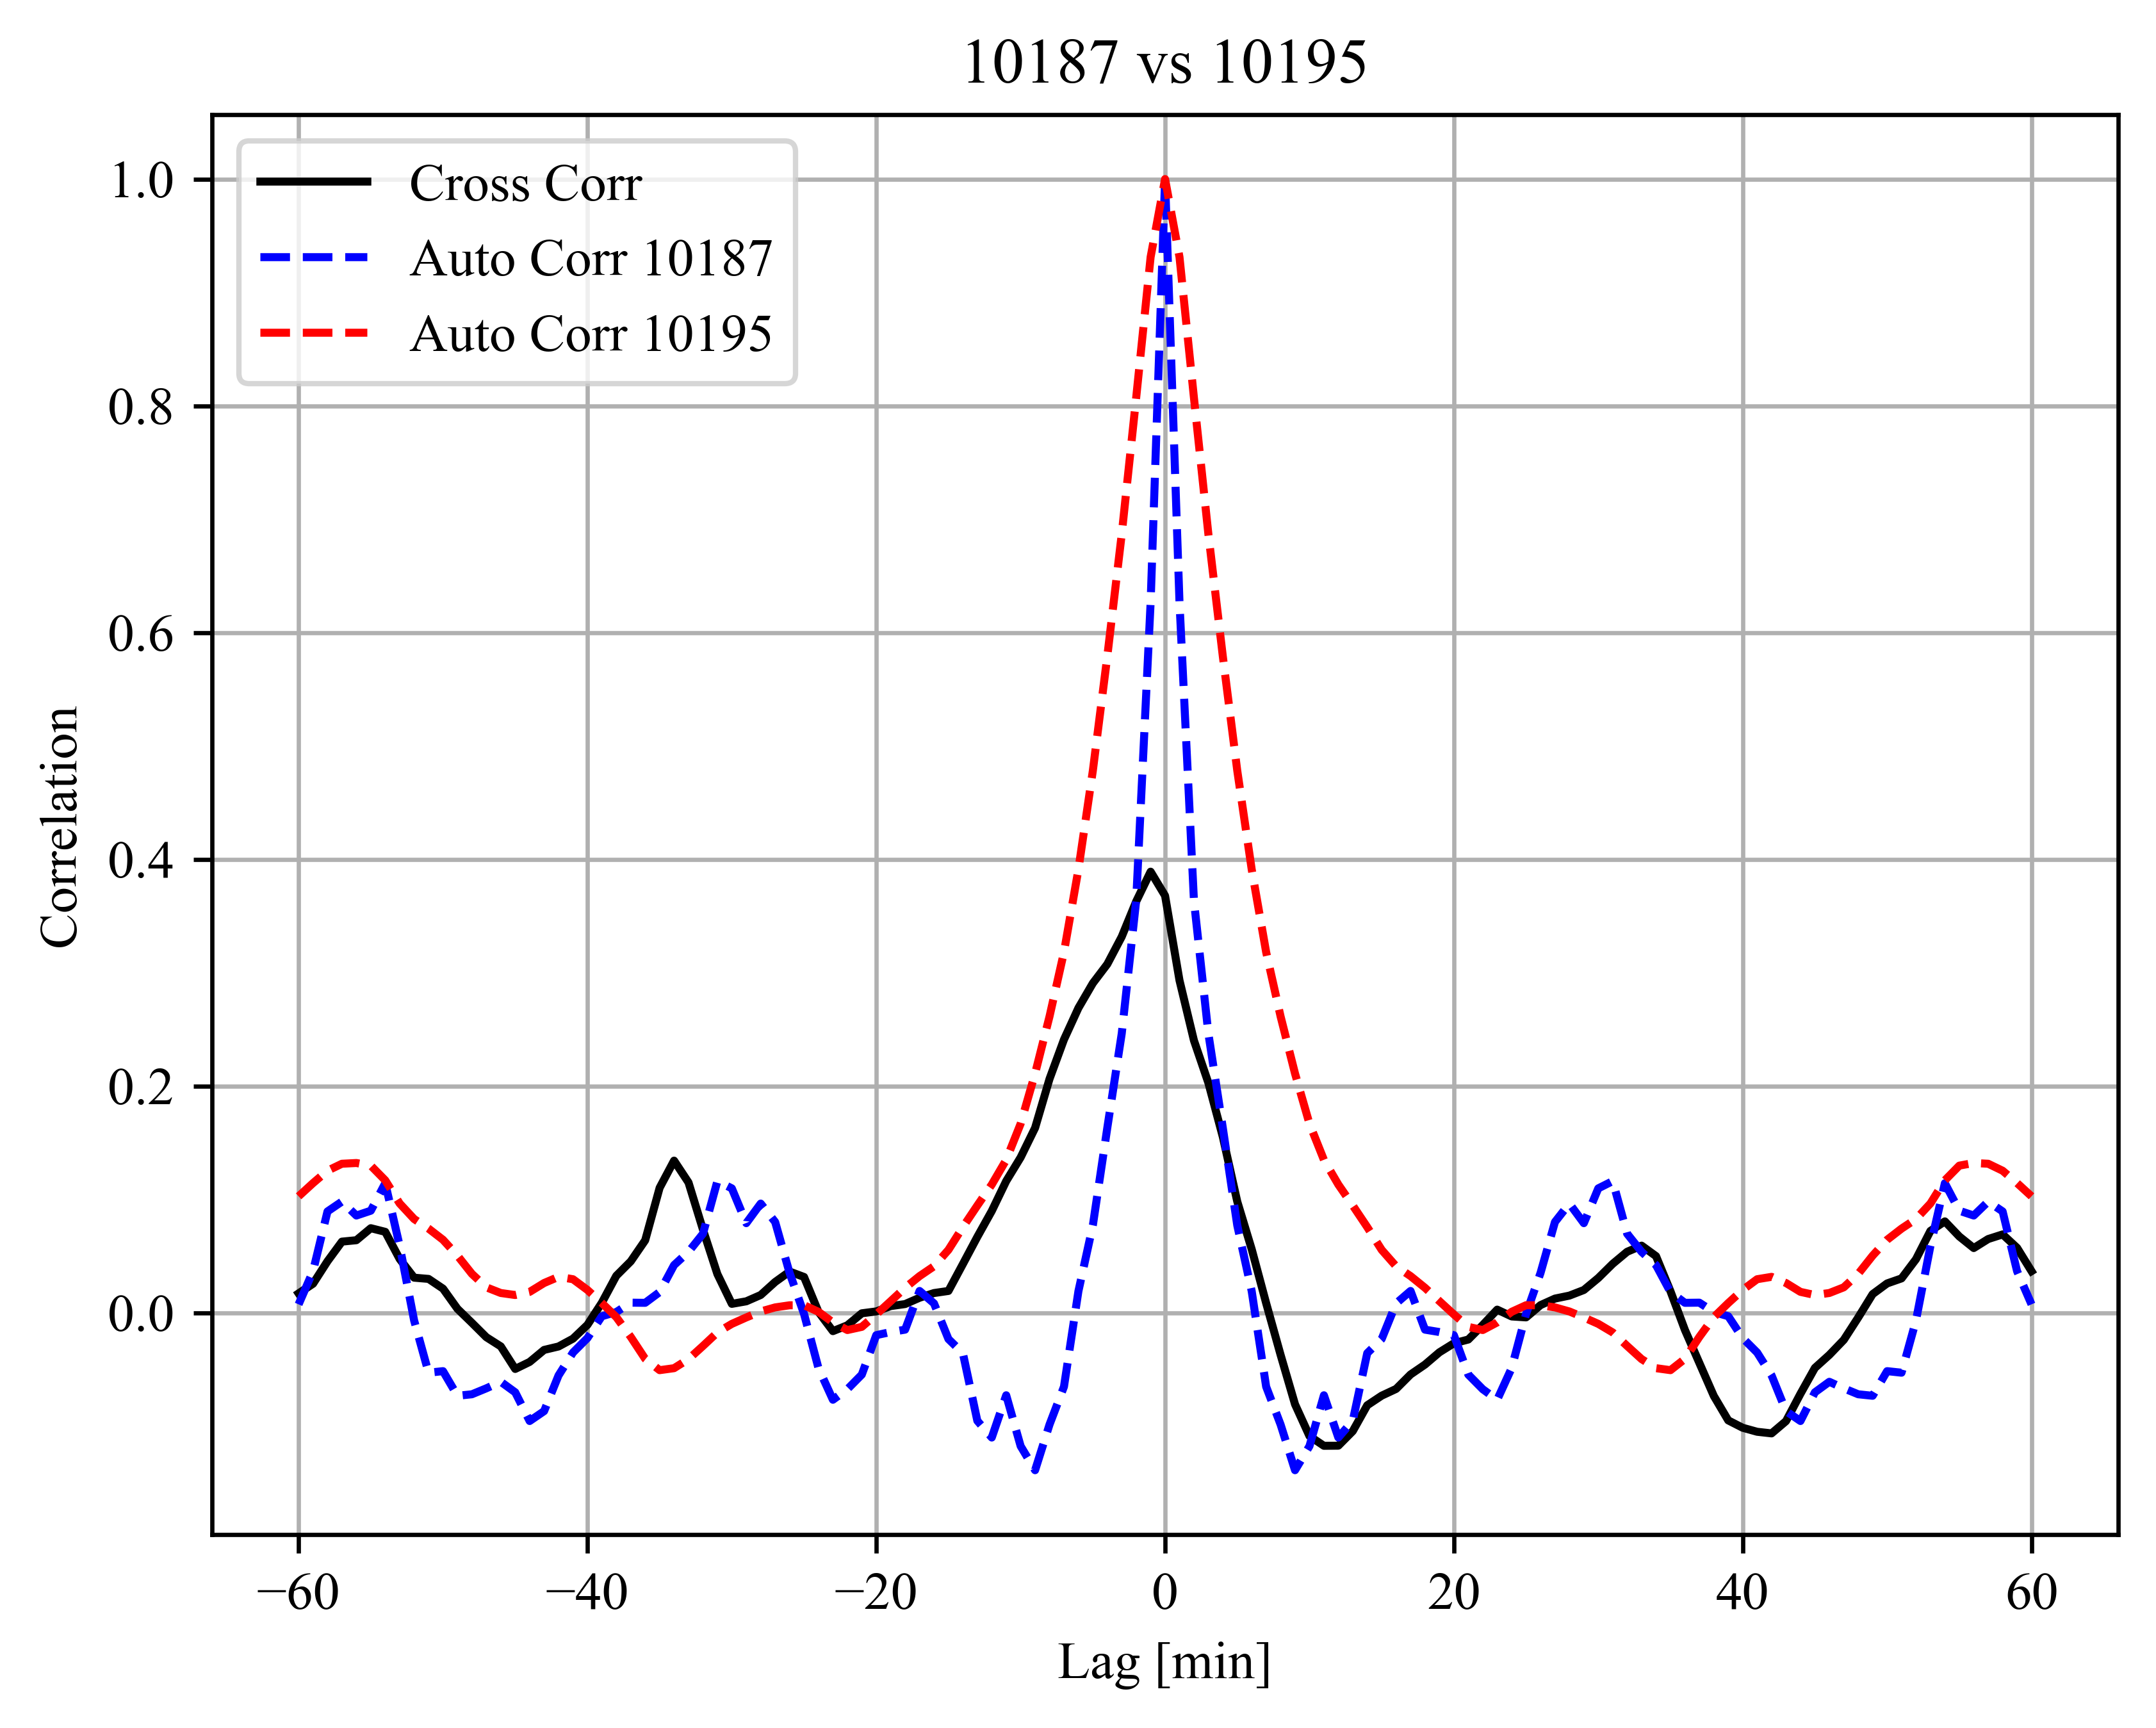 10187 vs 10195
Cross Corr
Auto Corr 10187
Auto Corr 10195
1.0
0.8
0.6
0.4
0.2
0.0
Correlation
−60 −40 −20 0 20 40 60
Lag [min]